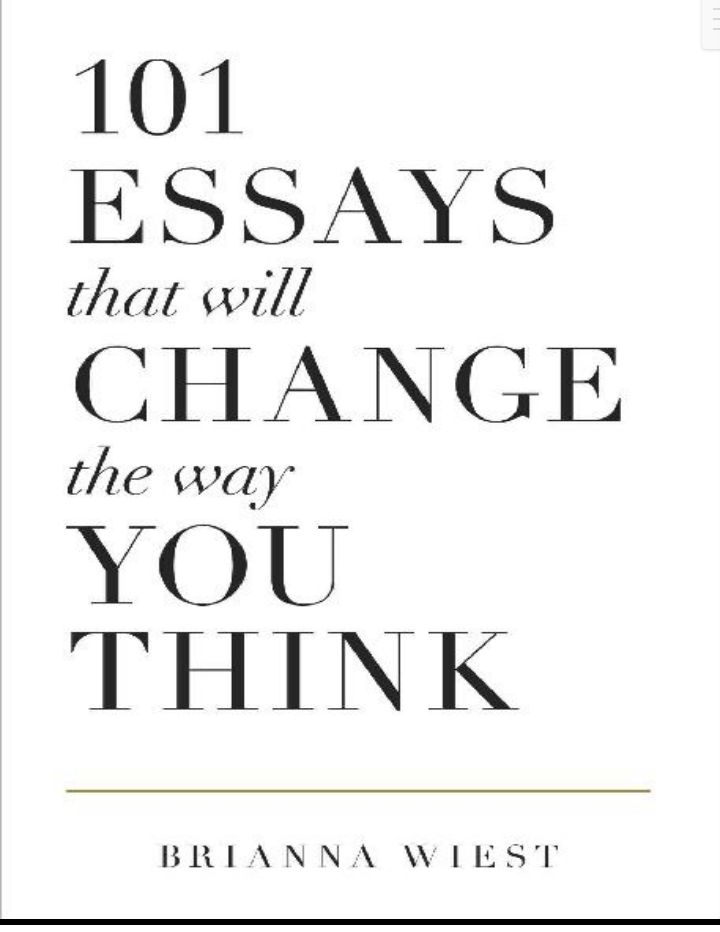 101
ESSAYS
that will
CHANGE
the way
YOU
THINK
BRIANNA WIEST